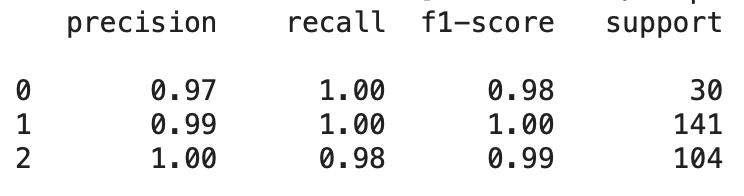 precision recall f1-score support
0 0.97 1.00 0.98 30
1 0.99 1.00 1.00 141
2 1.00 0.98 0.99 104